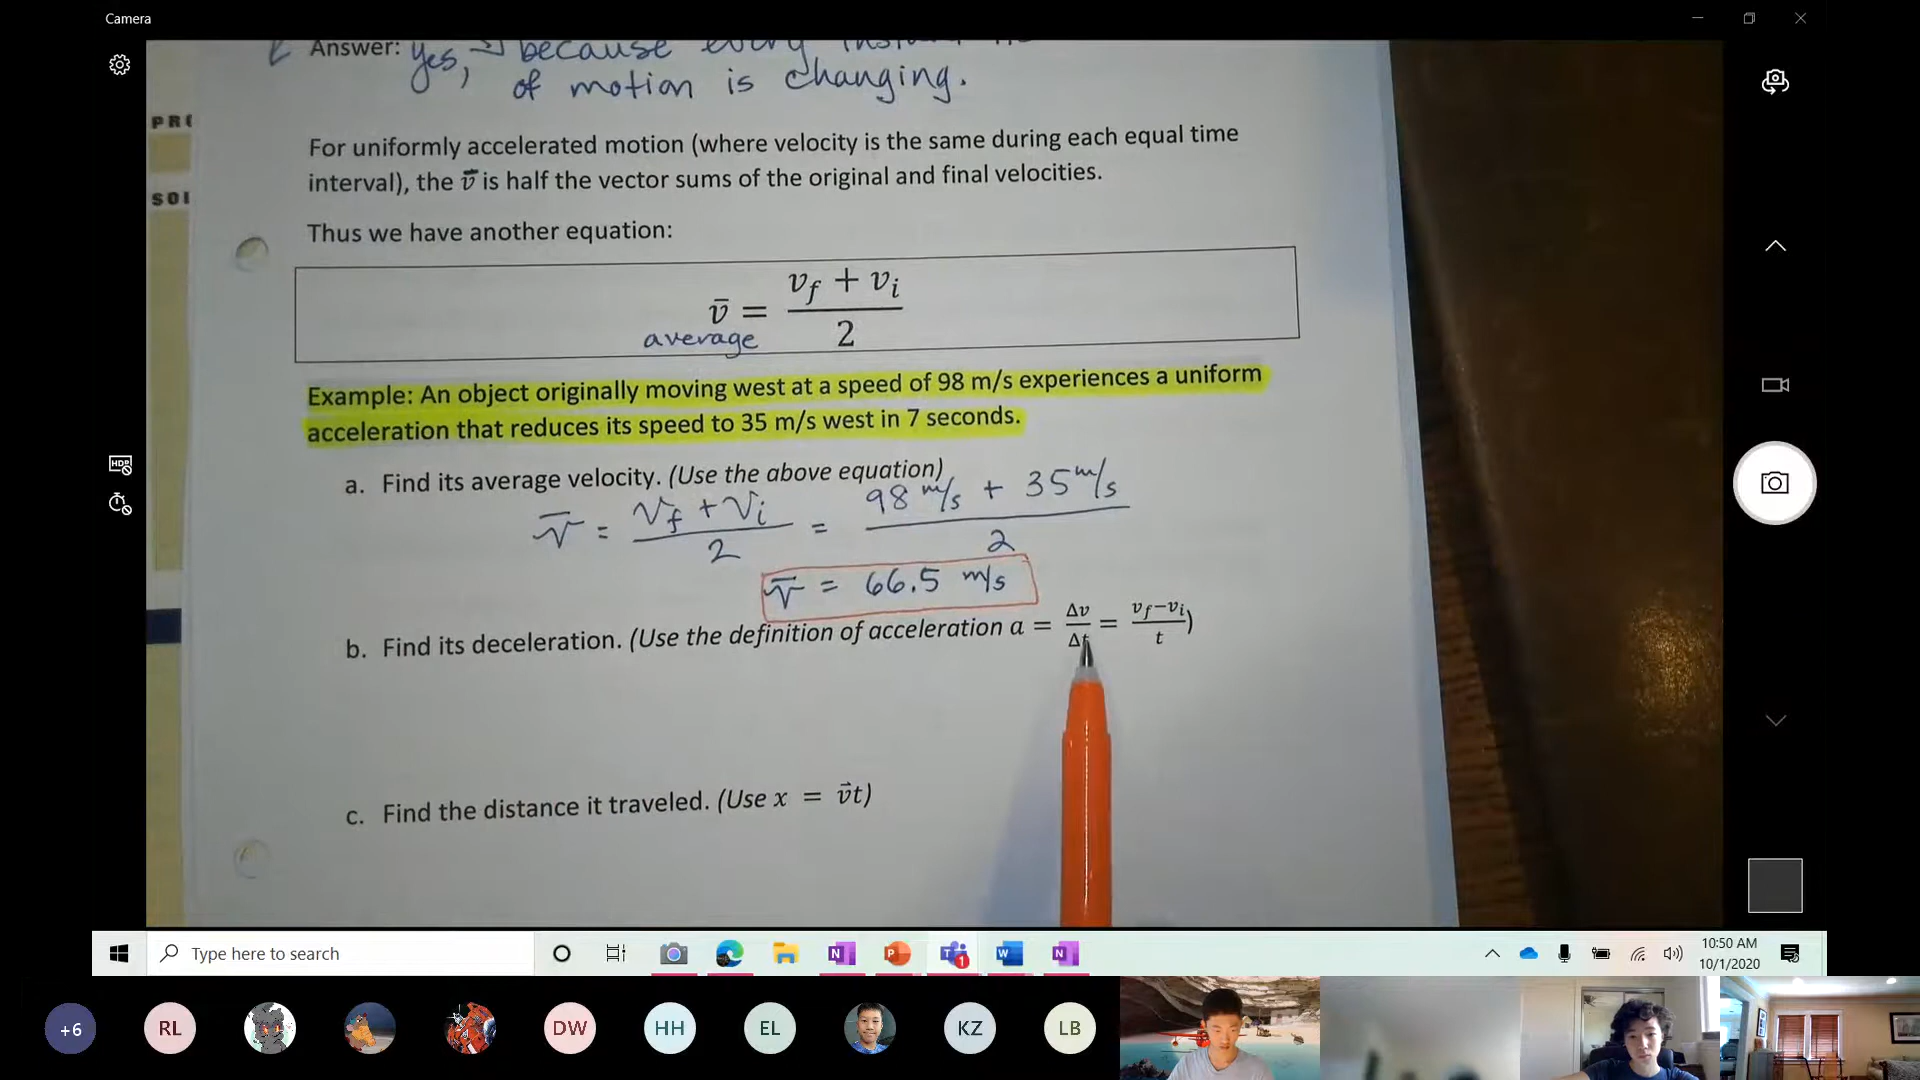 Camera
Answer: yes, → because every
of motion is changing.
PRO
SOL
For uniformly accelerated motion (where velocity is the same during each equal time
interval), the v⃗ is half the vector sums of the original and final velocities.
Thus we have another equation:
v̄ = (v_f + v_i)/2
average
Example: An object originally moving west at a speed of 98 m/s experiences a uniform
acceleration that reduces its speed to 35 m/s west in 7 seconds.
a. Find its average velocity. (Use the above equation)
v̄ = (v_f + v_i)/2 = (98 m/s + 35 m/s)/2
v̄ = 66.5 m/s
b. Find its deceleration. (Use the definition of acceleration a = Δv/Δt = (v_f−v_i)/t)
c. Find the distance it traveled. (Use x = v⃗t)
HDR
Type here to search
N
P
1
W
N
10:50 AM
10/1/2020
+6
RL
DW
HH
EL
KZ
LB